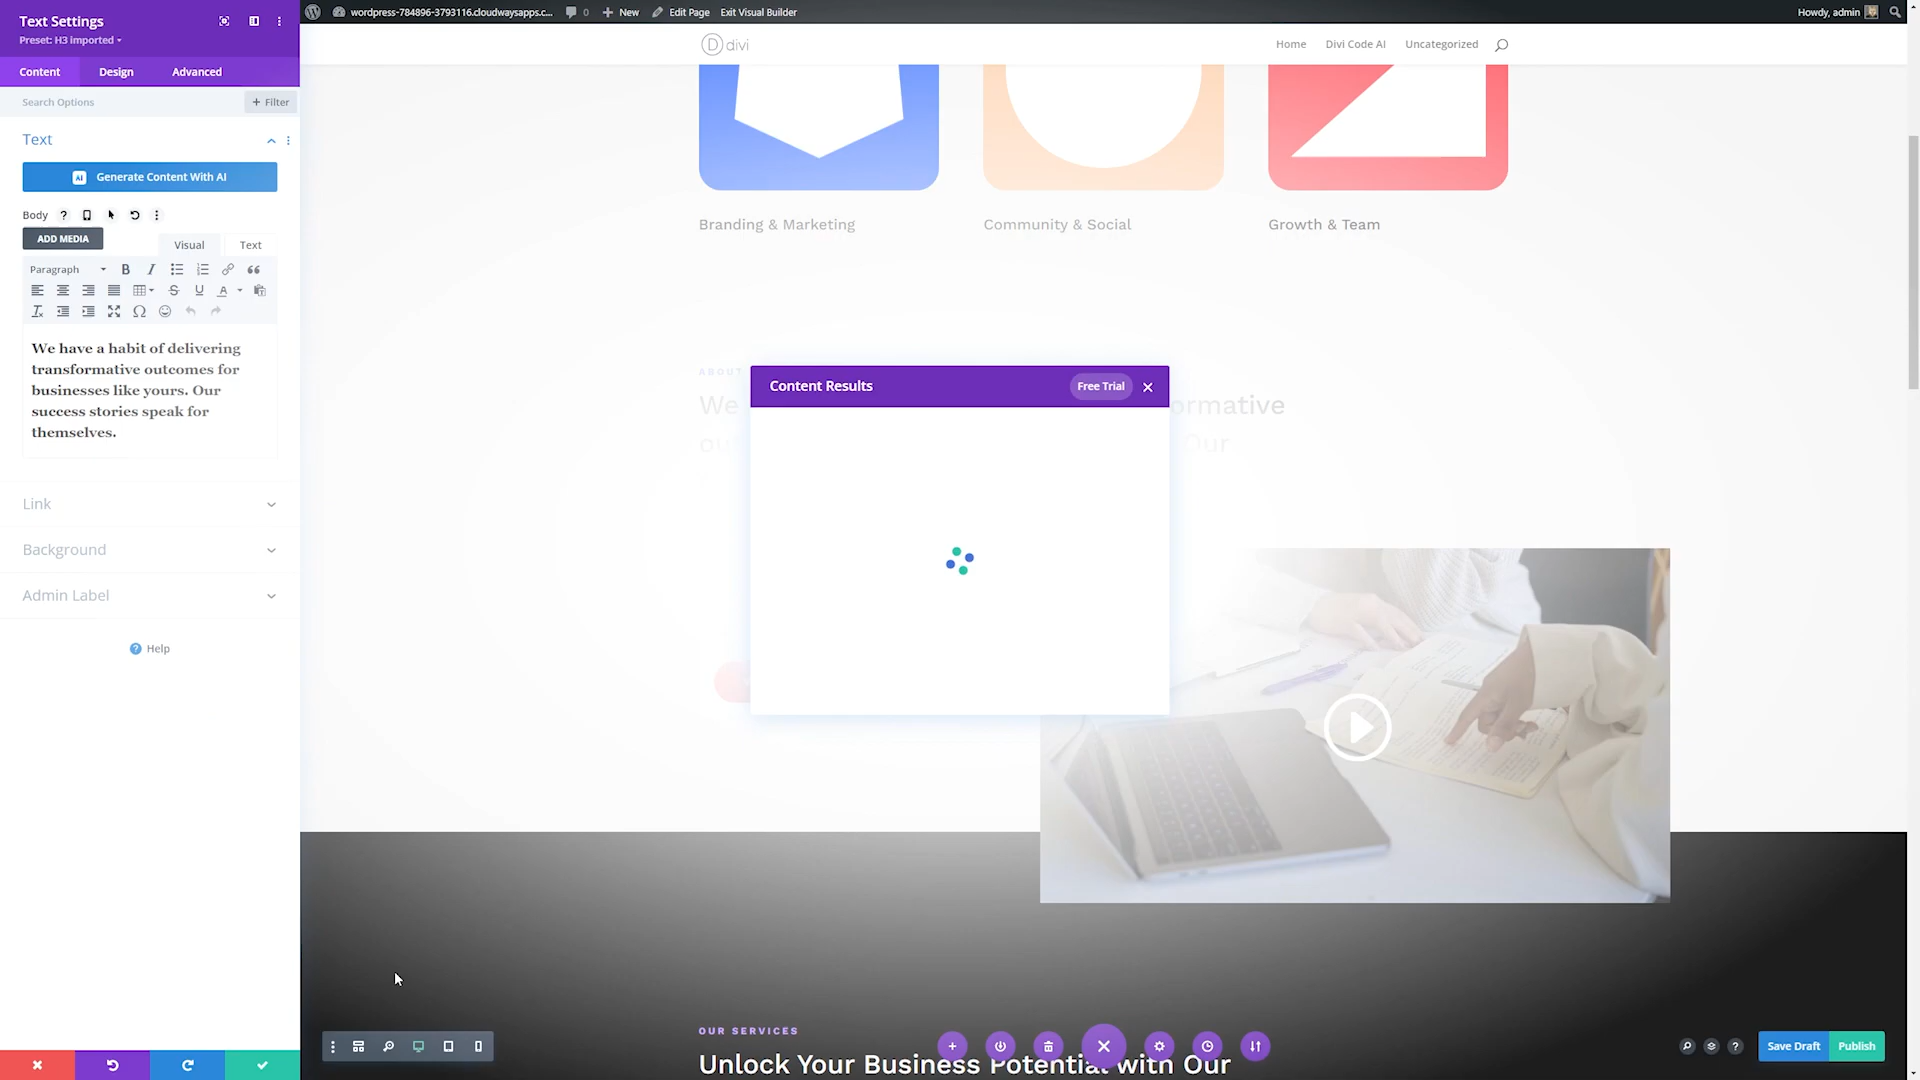 Text Settings
Preset: H3 imported
Content
Design
Advanced
Search Options
+ Filter
Text
AI Generate Content With AI
Body
ADD MEDIA
Visual
Text
Paragraph
We have a habit of delivering
transformative outcomes for
businesses like yours. Our
success stories speak for
themselves.
Link
Background
Admin Label
Help
wordpress-784896-3793116.cloudwaysapps.c...
0
New
Edit Page
Exit Visual Builder
Howdy, admin
divi
Home
Divi Code AI
Uncategorized
Branding & Marketing
Community & Social
Growth & Team
ABOUT
We
ormative
ou
Our
Content Results
Free Trial
OUR SERVICES
Unlock Your Business Potential with Our
Save Draft
Publish